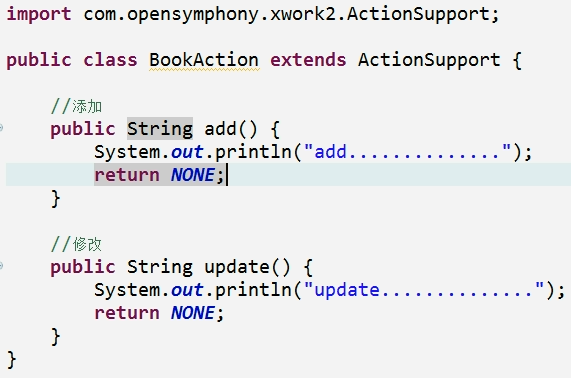 import com.opensymphony.xwork2.ActionSupport;
public class BookAction extends ActionSupport {
//添加
public String add() {
System.out.println("add..............");
return NONE;
}
//修改
public String update() {
System.out.println("update..............");
return NONE;
}
}